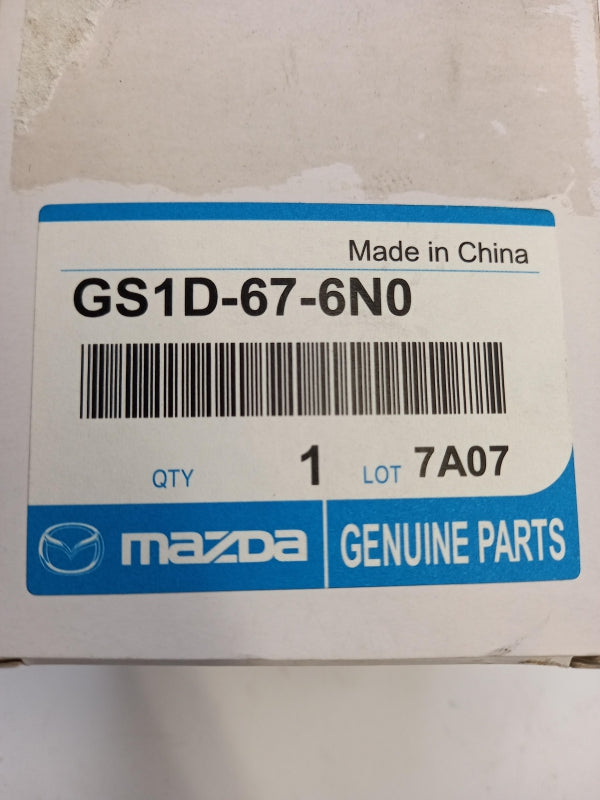 Made in China
GS1D-67-6N0
QTY 1 LOT 7A07
mazda GENUINE PARTS